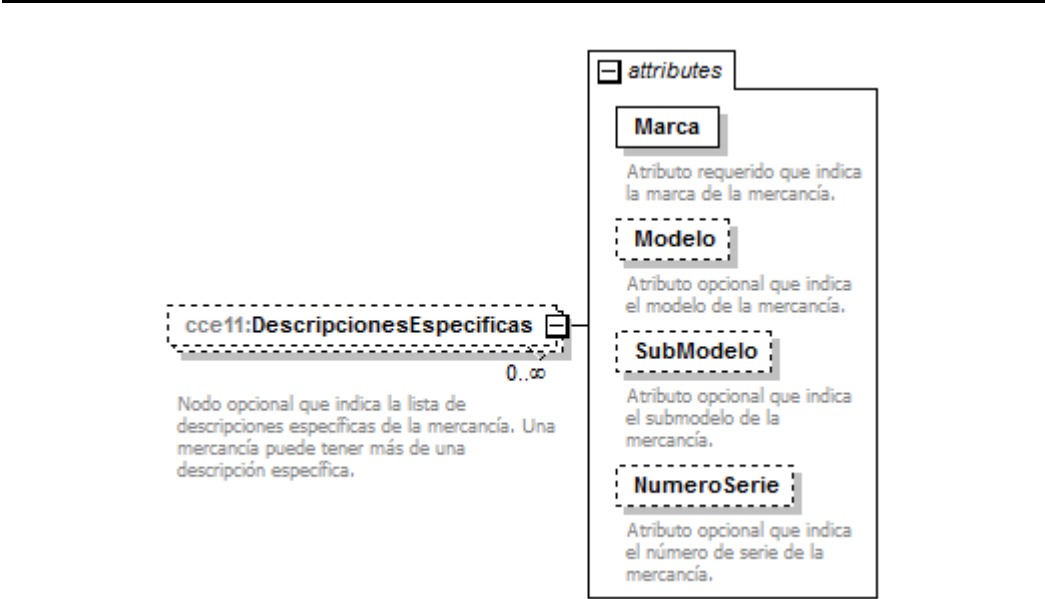 attributes
Marca
Atributo requerido que indica
la marca de la mercancía.
Modelo
Atributo opcional que indica
el modelo de la mercancía.
cce11:DescripcionesEspecificas
0..∞
Nodo opcional que indica la lista de
descripciones específicas de la mercancía. Una
mercancía puede tener más de una
descripción específica.
SubModelo
Atributo opcional que indica
el submodelo de la
mercancía.
NumeroSerie
Atributo opcional que indica
el número de serie de la
mercancía.